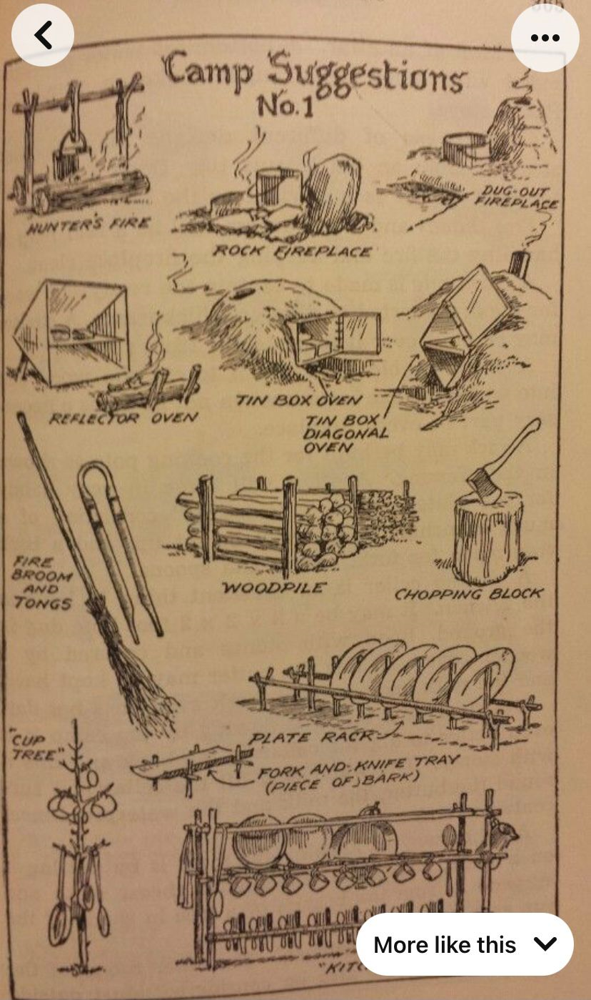 Camp Suggestions
No.1
HUNTER'S FIRE
ROCK FIREPLACE
DUG-OUT
FIREPLACE
REFLECTOR OVEN
TIN BOX OVEN
TIN BOX
DIAGONAL
OVEN
FIRE
BROOM
AND
TONGS
WOODPILE
CHOPPING BLOCK
PLATE RACK
"CUP
TREE"
FORK AND KNIFE TRAY
(PIECE OF BARK)
More like this